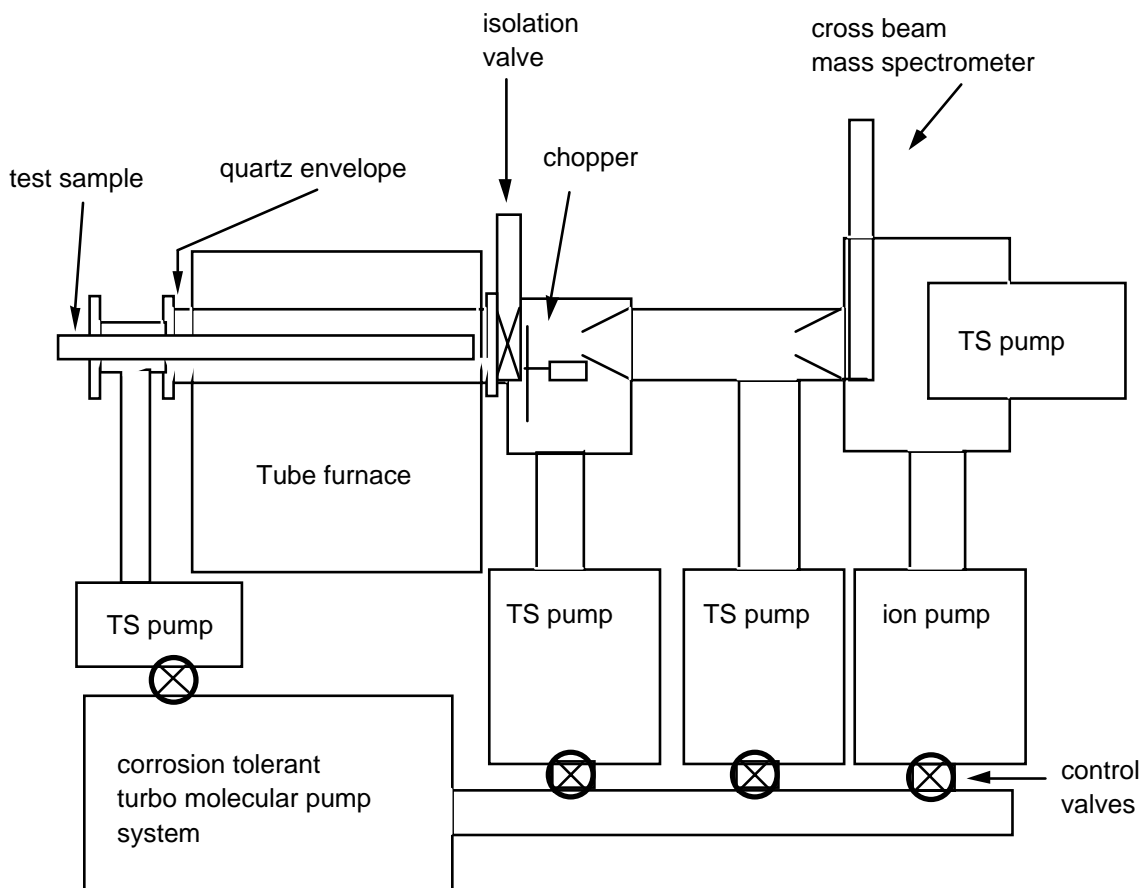 isolation
valve
cross beam
mass spectrometer
test sample
quartz envelope
chopper
TS pump
Tube furnace
TS pump
TS pump
TS pump
ion pump
corrosion tolerant
turbo molecular pump
system
control
valves